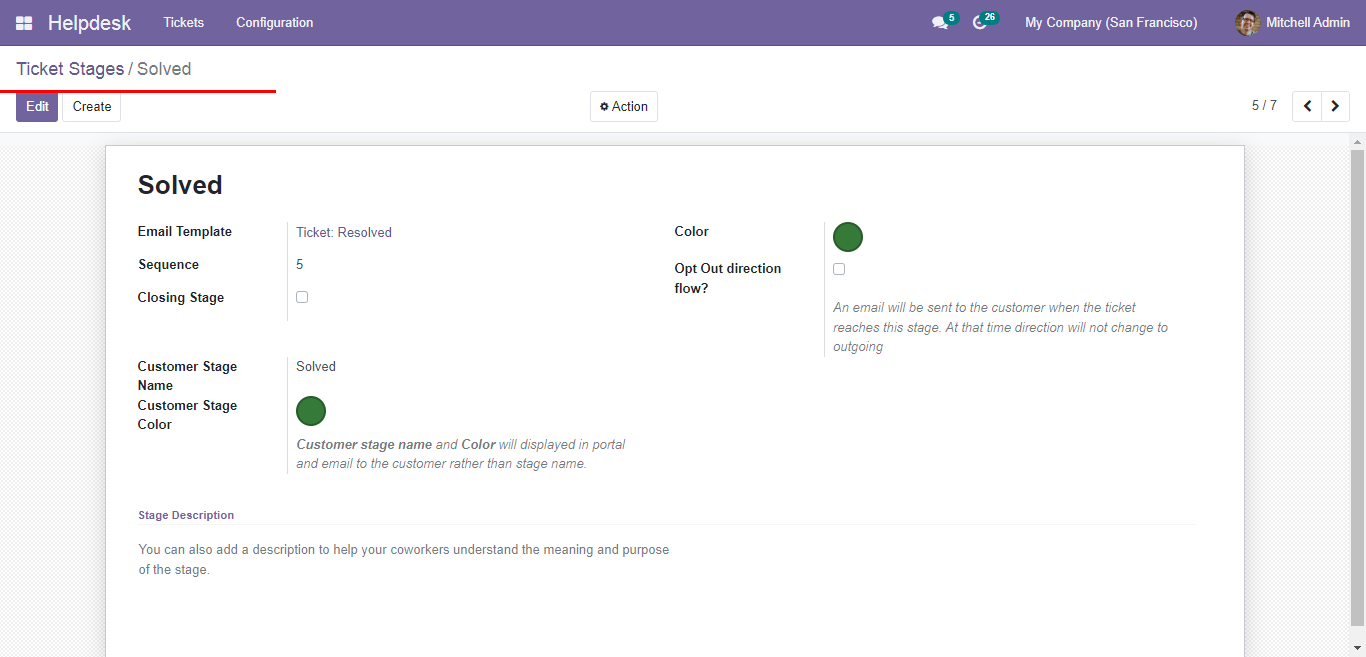 Helpdesk Tickets Configuration 5 26 My Company (San Francisco) Mitchell Admin
Ticket Stages / Solved
Edit Create Action 5 / 7
Solved
Email Template Ticket: Resolved
Sequence 5
Closing Stage
Color
Opt Out direction
flow?
An email will be sent to the customer when the ticket
reaches this stage. At that time direction will not change to
outgoing
Customer Stage
Name
Solved
Customer Stage
Color
Customer stage name and Color will displayed in portal
and email to the customer rather than stage name.
Stage Description
You can also add a description to help your coworkers understand the meaning and purpose
of the stage.